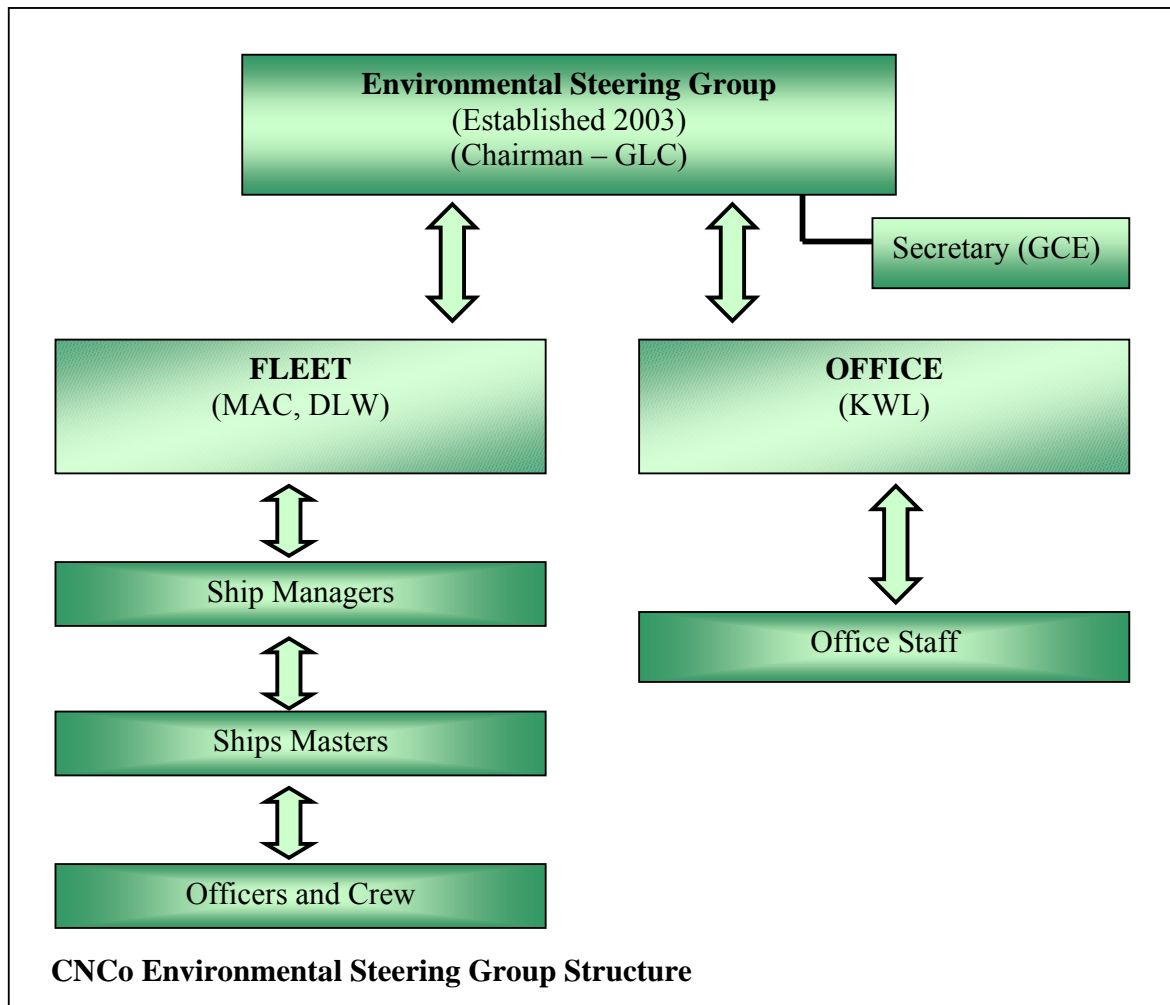 Environmental Steering Group
(Established 2003)
(Chairman – GLC)
Secretary (GCE)
FLEET
(MAC, DLW)
OFFICE
(KWL)
Ship Managers
Office Staff
Ships Masters
Officers and Crew
CNCo Environmental Steering Group Structure